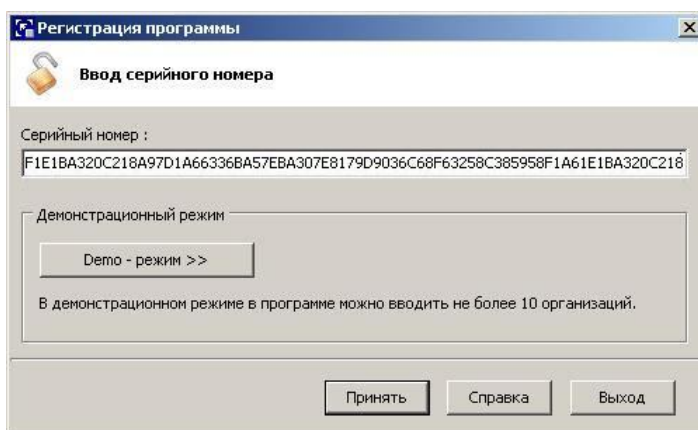 Регистрация программы
Ввод серийного номера
Серийный номер :
F1E1BA320C218A97D1A66336BA57EBA307E8179D9036C68F63258C385958F1A61E1BA320C218
Демонстрационный режим
Demo - режим >>
В демонстрационном режиме в программе можно вводить не более 10 организаций.
Принять
Справка
Выход